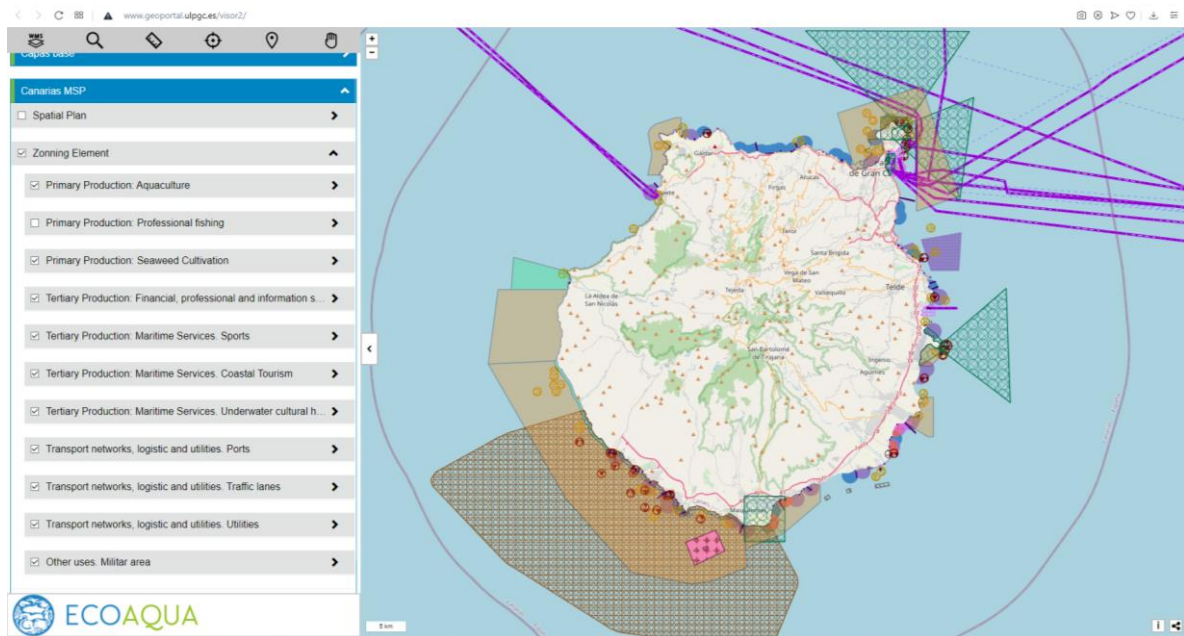 www.geoportal.ulpgc.es/visor2/
WMS
Capas base
Canarias MSP
Spatial Plan
Zonning Element
Primary Production: Aquaculture
Primary Production: Professional fishing
Primary Production: Seaweed Cultivation
Tertiary Production: Financial, professional and information s...
Tertiary Production: Maritime Services. Sports
Tertiary Production: Maritime Services. Coastal Tourism
Tertiary Production: Maritime Services. Underwater cultural h...
Transport networks, logistic and utilities. Ports
Transport networks, logistic and utilities. Traffic lanes
Transport networks, logistic and utilities. Utilities
Other uses. Militar area
ECOAQUA
+
−
Gáldar
de Gran C
Arucas
Firgas
Teror
Santa Brígida
Vega de San
Mateo
Valsequillo
Telde
Tejeda
La Aldea de
San Nicolás
San Bartolomé
de Tirajana
Ingenio
Agüimes
5 km
i